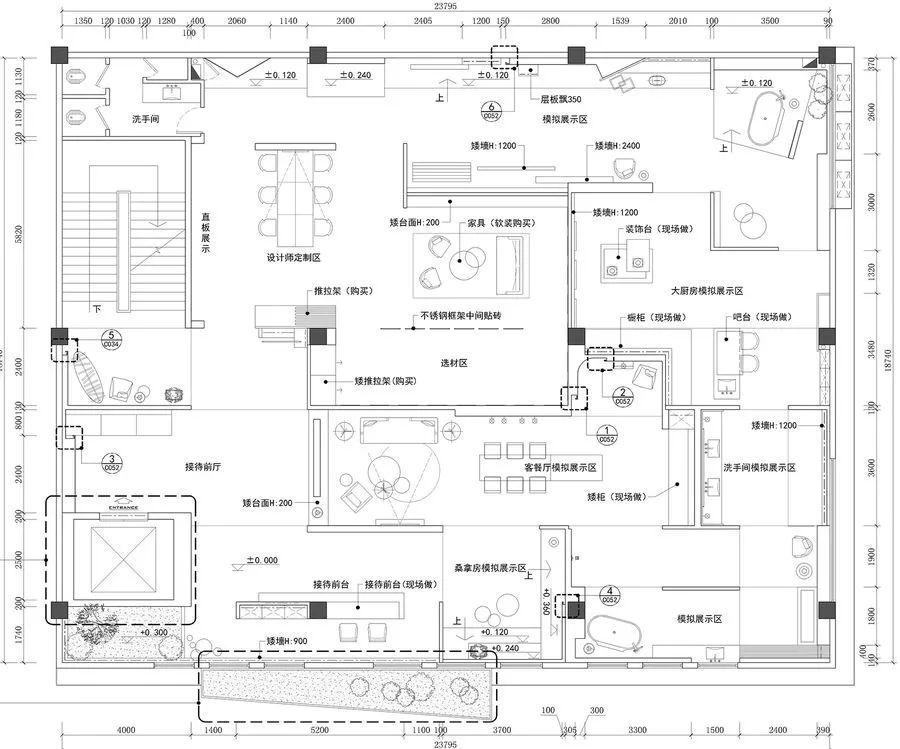 23795
1350 120 1030 120 1280 400 2060 1140 2400 2405 1200 150 2800 1539 2010 100 3500 90
100
±0.120
±0.240
±0.120
±0.120
上
层板飘350
6
CC52
模拟展示区
洗手间
上
矮墙H:1200
矮墙H:2400
矮台面H:200
家具（软装购买）
矮墙H:1200
装饰台（现场做）
直板展示
设计师定制区
大厨房模拟展示区
推拉架（购买）
下
不锈钢框架中间贴砖
橱柜（现场做）
吧台（现场做）
5
CC34
选材区
矮推拉架(购买)
2
CC52
1
CC52
矮墙H:1200
3
CC52
接待前厅
客餐厅模拟展示区
洗手间模拟展示区
矮台面H:200
矮柜（现场做）
ENTRANCE
±0.000
桑拿房模拟展示区
上
接待前台
接待前台(现场做)
+0.360
4
CC52
模拟展示区
上
+0.300
+0.120
+0.240
矮墙H:900
1130
120
1180
120
5820
2400
130
800
2400
200
2500
200
1740
370
2600
3000
1320
3480
130
3600
1900
1800
400
140
18740
100 300
4000 1400 5200 1100 100 3700 305 3300 1500 2400 390
23795